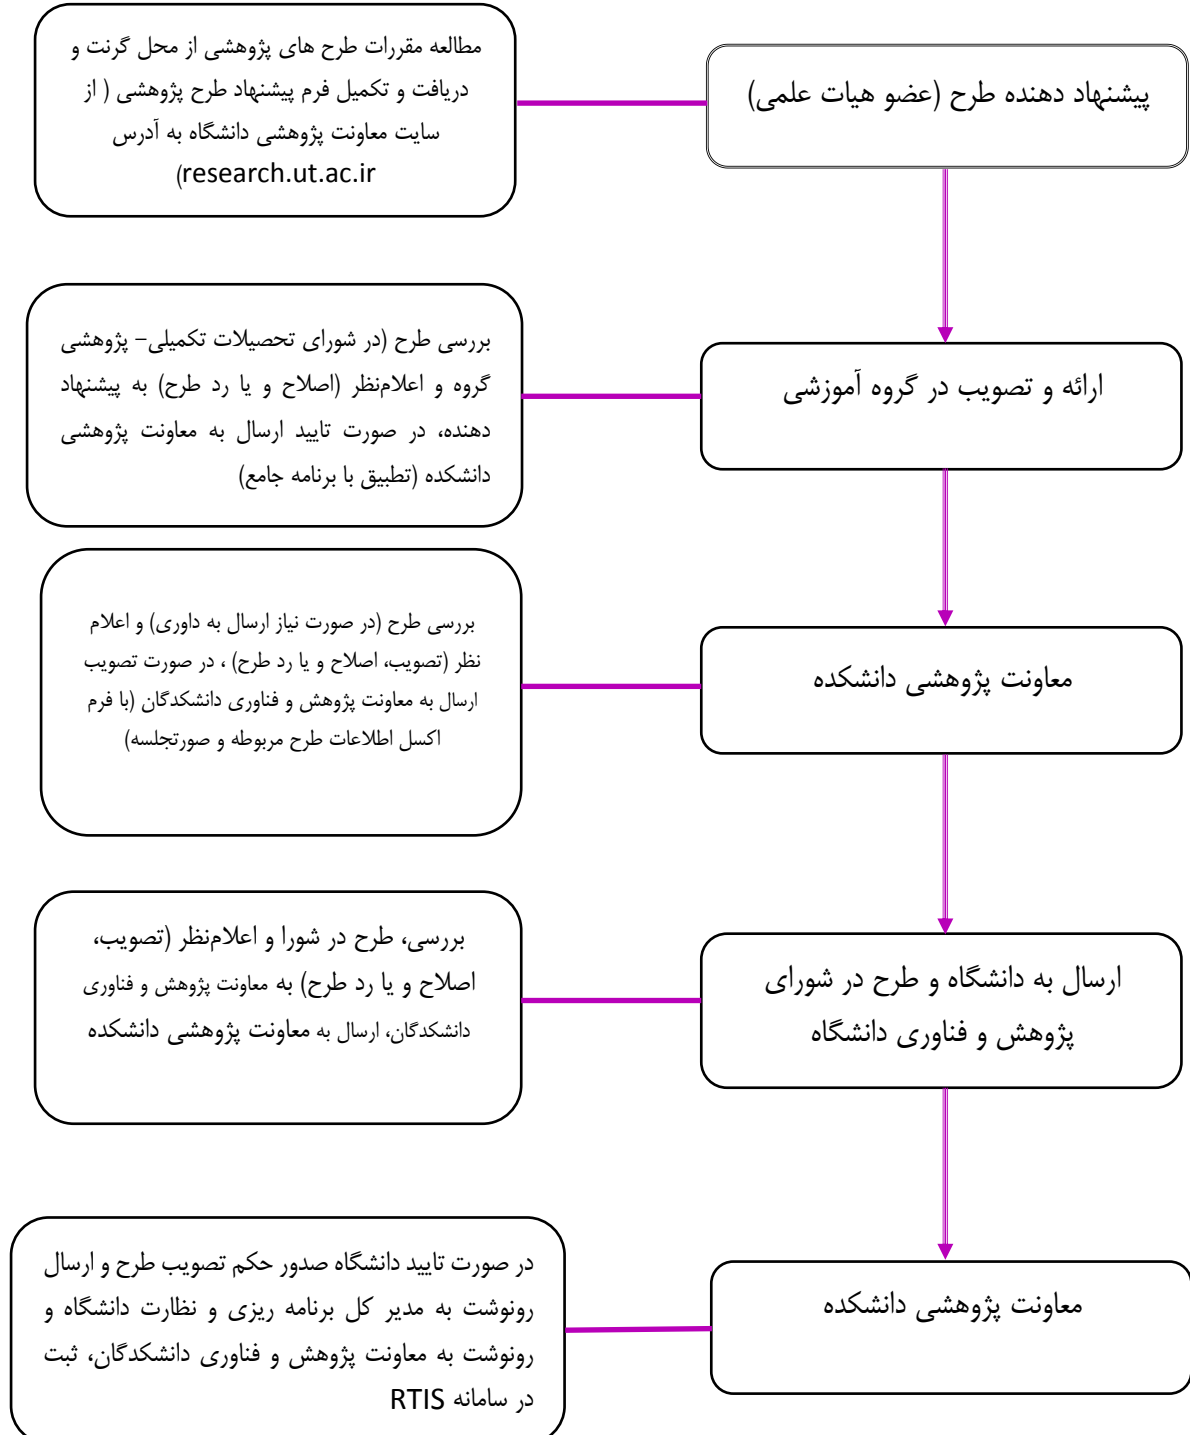 پیشنهاد دهنده طرح (عضو هیات علمی)
مطالعه مقررات طرح های پژوهشی از محل گرنت و
دریافت و تکمیل فرم پیشنهاد طرح پژوهشی ( از
سایت معاونت پژوهشی دانشگاه به آدرس
research.ut.ac.ir)
ارائه و تصویب در گروه آموزشی
بررسی طرح (در شورای تحصیلات تکمیلی- پژوهشی
گروه و اعلام‌نظر (اصلاح و یا رد طرح) به پیشنهاد
دهنده، در صورت تایید ارسال به معاونت پژوهشی
دانشکده (تطبیق با برنامه جامع)
معاونت پژوهشی دانشکده
بررسی طرح (در صورت نیاز ارسال به داوری) و اعلام
نظر (تصویب، اصلاح و یا رد طرح) ، در صورت تصویب
ارسال به معاونت پژوهش و فناوری دانشکدگان (با فرم
اکسل اطلاعات طرح مربوطه و صورتجلسه)
ارسال به دانشگاه و طرح در شورای
پژوهش و فناوری دانشگاه
بررسی، طرح در شورا و اعلام‌نظر (تصویب،
اصلاح و یا رد طرح) به معاونت پژوهش و فناوری
دانشکدگان، ارسال به معاونت پژوهشی دانشکده
معاونت پژوهشی دانشکده
در صورت تایید دانشگاه صدور حکم تصویب طرح و ارسال
رونوشت به مدیر کل برنامه ریزی و نظارت دانشگاه و
رونوشت به معاونت پژوهش و فناوری دانشکدگان، ثبت
در سامانه RTIS